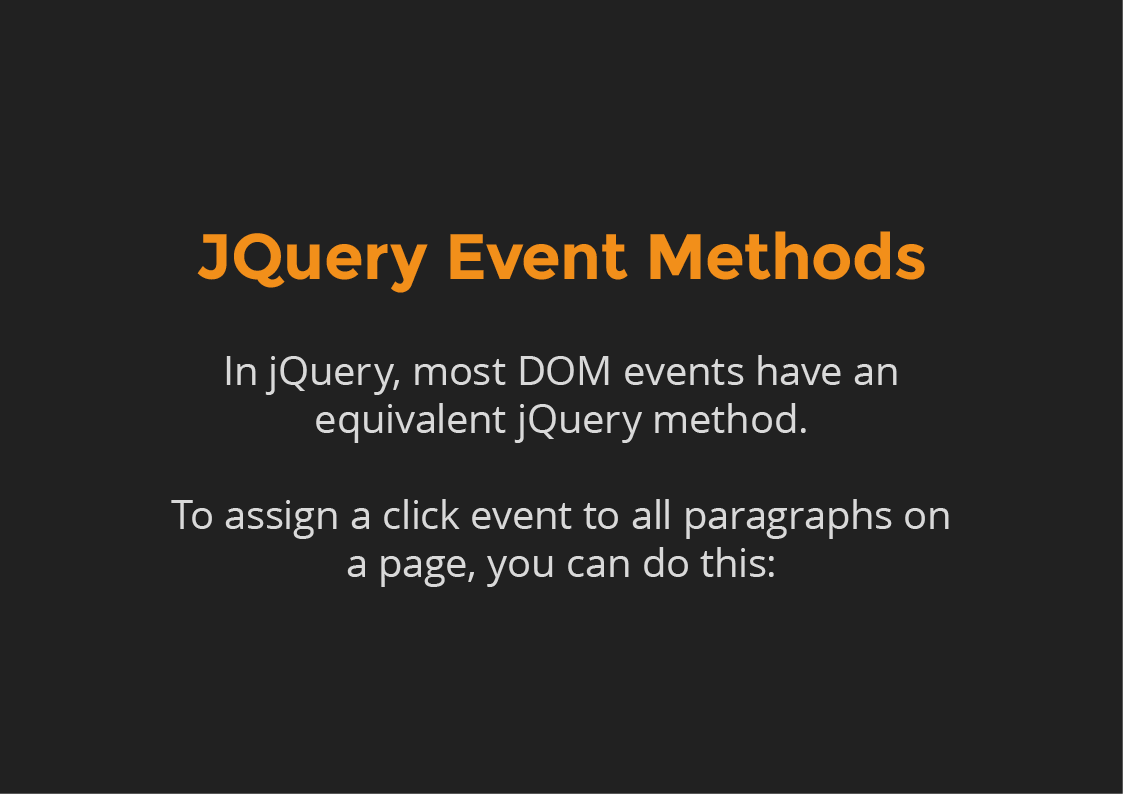 JQuery Event Methods
In jQuery, most DOM events have an
equivalent jQuery method.
To assign a click event to all paragraphs on
a page, you can do this: